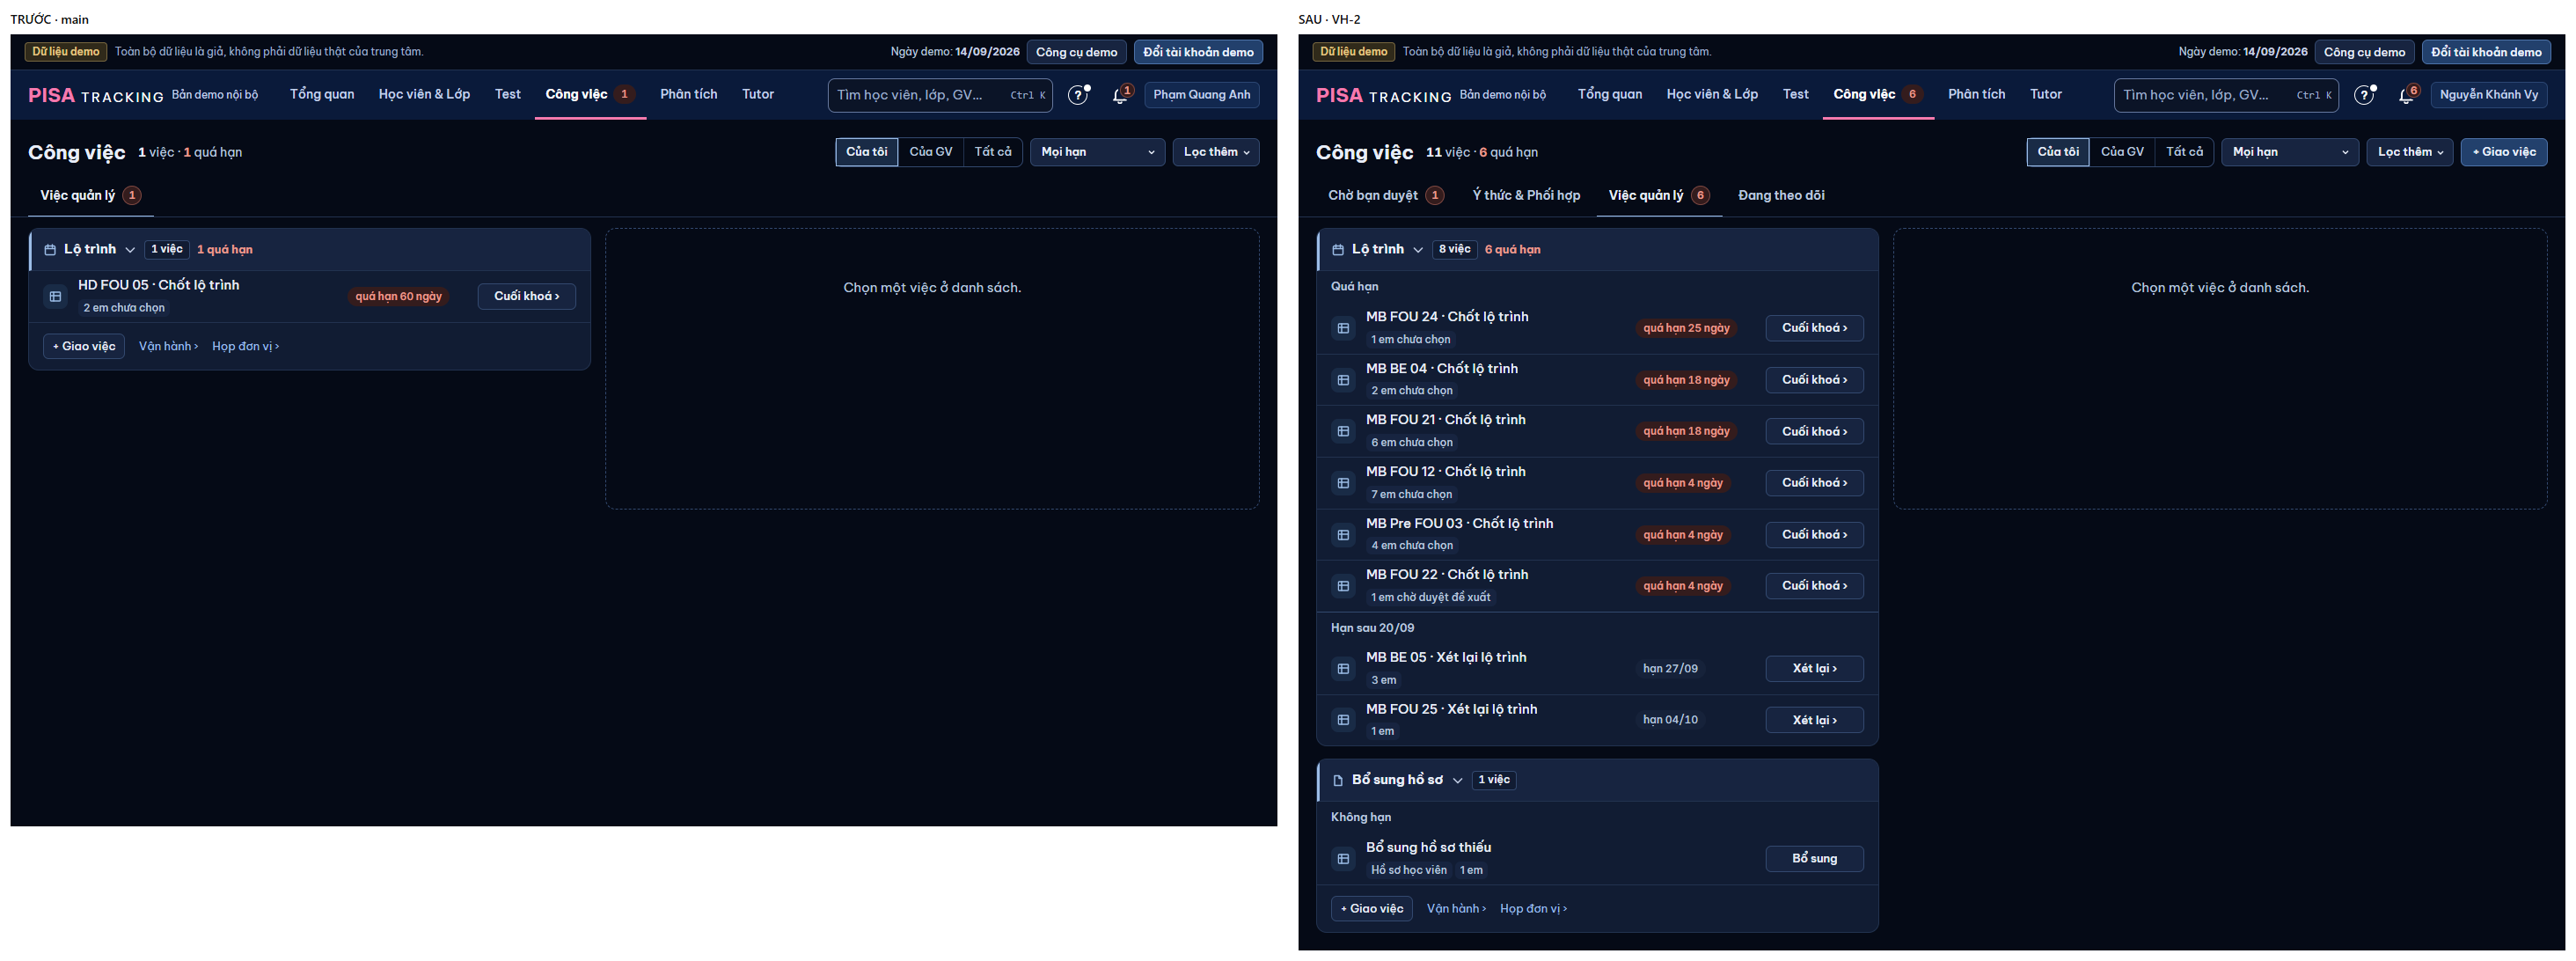 TRƯỚC · main
Dữ liệu demo Toàn bộ dữ liệu là giả, không phải dữ liệu thật của trung tâm. Ngày demo: 14/09/2026 Công cụ demo Đổi tài khoản demo
PISA TRACKING Bản demo nội bộ Tổng quan Học viên & Lớp Test Công việc 1 Phân tích Tutor Tìm học viên, lớp, GV... Ctrl K ? 1 Phạm Quang Anh
Công việc 1 việc · 1 quá hạn Của tôi Của GV Tất cả Mọi hạn Lọc thêm
Việc quản lý 1
Lộ trình 1 việc 1 quá hạn
HD FOU 05 · Chốt lộ trình
2 em chưa chọn
quá hạn 60 ngày Cuối khoá ›
+ Giao việc Vận hành › Họp đơn vị ›
Chọn một việc ở danh sách.
SAU · VH-2
Dữ liệu demo Toàn bộ dữ liệu là giả, không phải dữ liệu thật của trung tâm. Ngày demo: 14/09/2026 Công cụ demo Đổi tài khoản demo
PISA TRACKING Bản demo nội bộ Tổng quan Học viên & Lớp Test Công việc 6 Phân tích Tutor Tìm học viên, lớp, GV... Ctrl K ? 6 Nguyễn Khánh Vy
Công việc 11 việc · 6 quá hạn Của tôi Của GV Tất cả Mọi hạn Lọc thêm + Giao việc
Chờ bạn duyệt 1 Ý thức & Phối hợp Việc quản lý 6 Đang theo dõi
Lộ trình 8 việc 6 quá hạn
Quá hạn
MB FOU 24 · Chốt lộ trình
1 em chưa chọn
quá hạn 25 ngày Cuối khoá ›
MB BE 04 · Chốt lộ trình
2 em chưa chọn
quá hạn 18 ngày Cuối khoá ›
MB FOU 21 · Chốt lộ trình
6 em chưa chọn
quá hạn 18 ngày Cuối khoá ›
MB FOU 12 · Chốt lộ trình
7 em chưa chọn
quá hạn 4 ngày Cuối khoá ›
MB Pre FOU 03 · Chốt lộ trình
4 em chưa chọn
quá hạn 4 ngày Cuối khoá ›
MB FOU 22 · Chốt lộ trình
1 em chờ duyệt đề xuất
quá hạn 4 ngày Cuối khoá ›
Hạn sau 20/09
MB BE 05 · Xét lại lộ trình
3 em
hạn 27/09 Xét lại ›
MB FOU 25 · Xét lại lộ trình
1 em
hạn 04/10 Xét lại ›
Bổ sung hồ sơ 1 việc
Không hạn
Bổ sung hồ sơ thiếu
Hồ sơ học viên 1 em
Bổ sung
+ Giao việc Vận hành › Họp đơn vị ›
Chọn một việc ở danh sách.